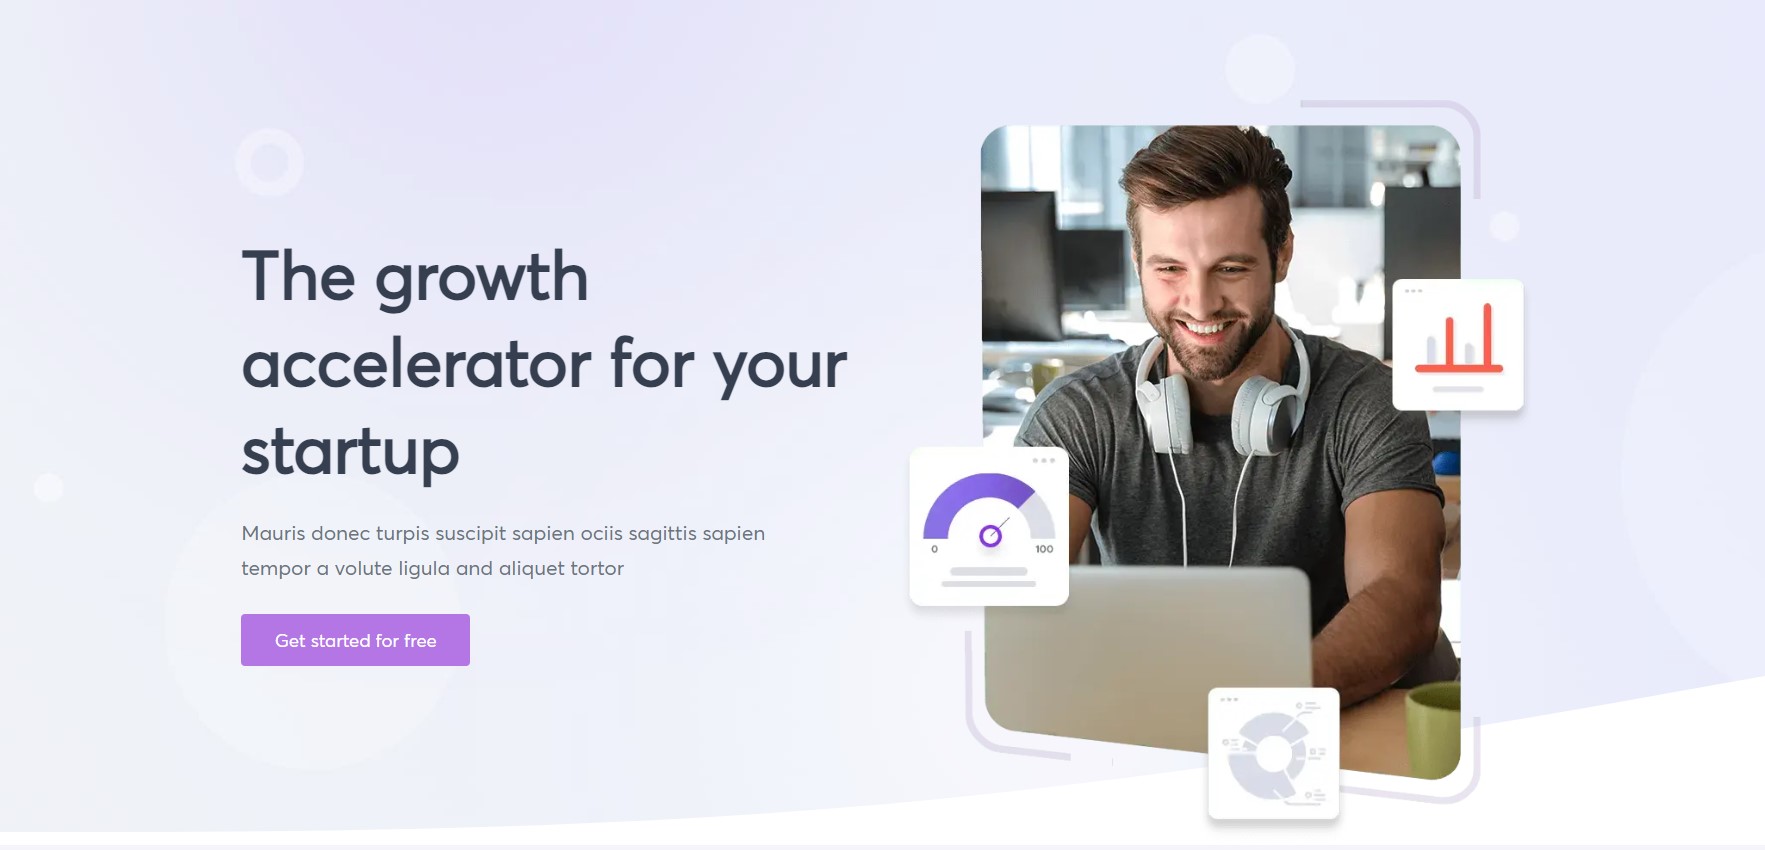 The growth
accelerator for your
startup
Mauris donec turpis suscipit sapien ociis sagittis sapien
tempor a volute ligula and aliquet tortor
Get started for free
0
100